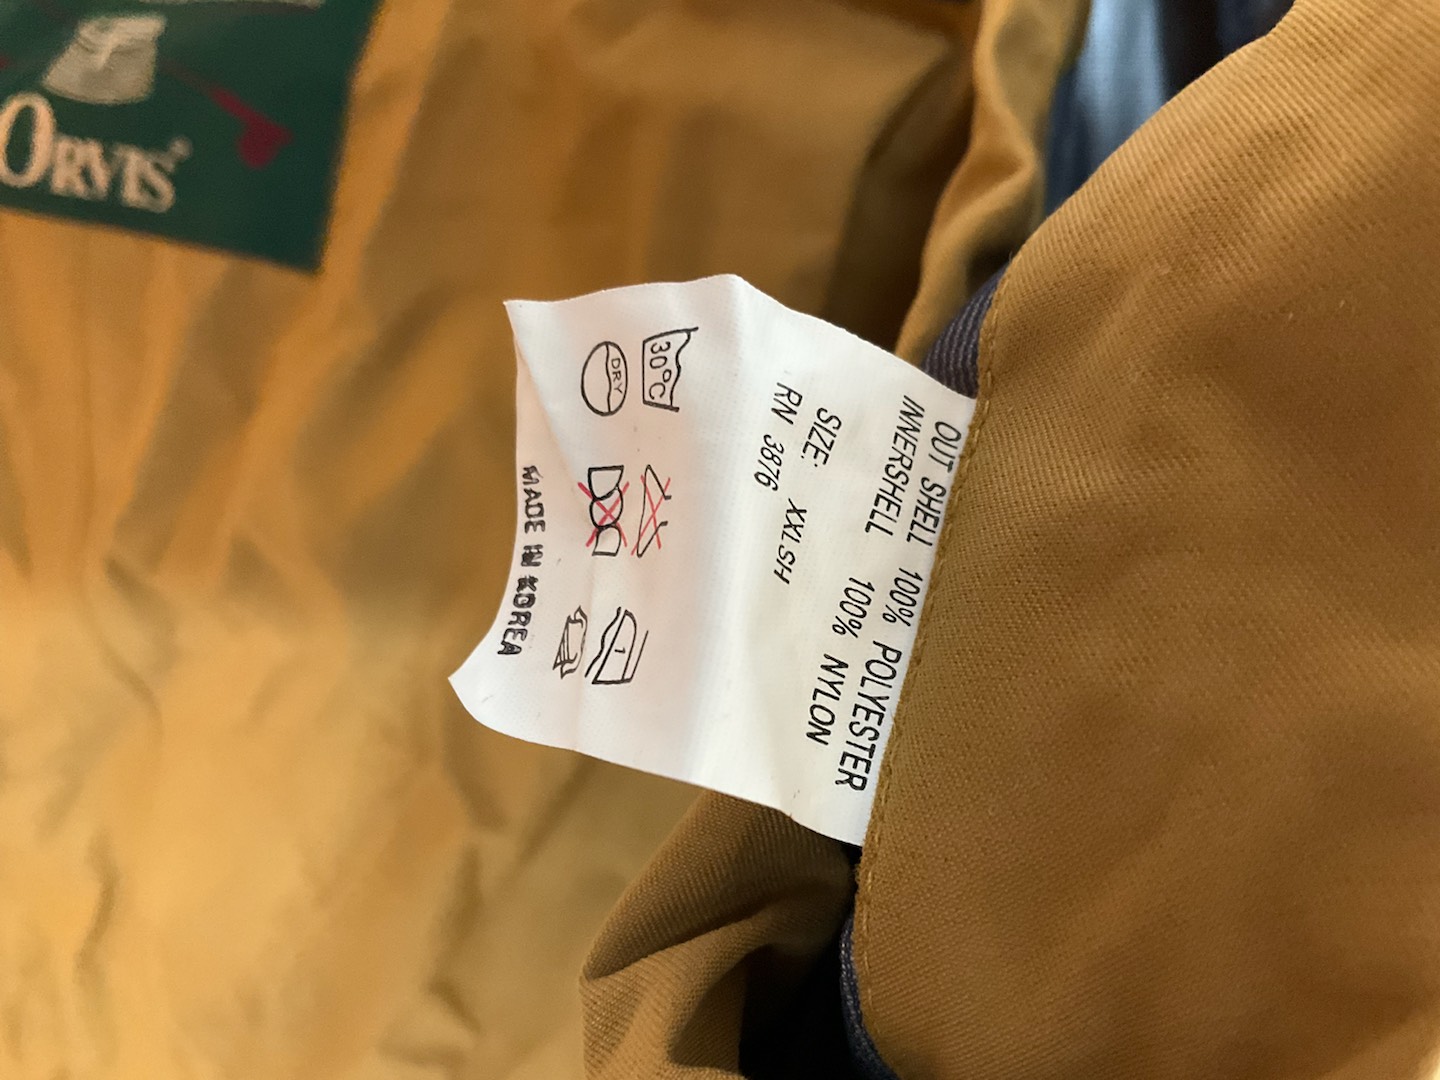 ORVIS®
OUT SHELL 100% POLYESTER
INNERSHELL 100% NYLON
SIZE: XXLSH
RN 3876
30°C
DRY
MADE IN KOREA